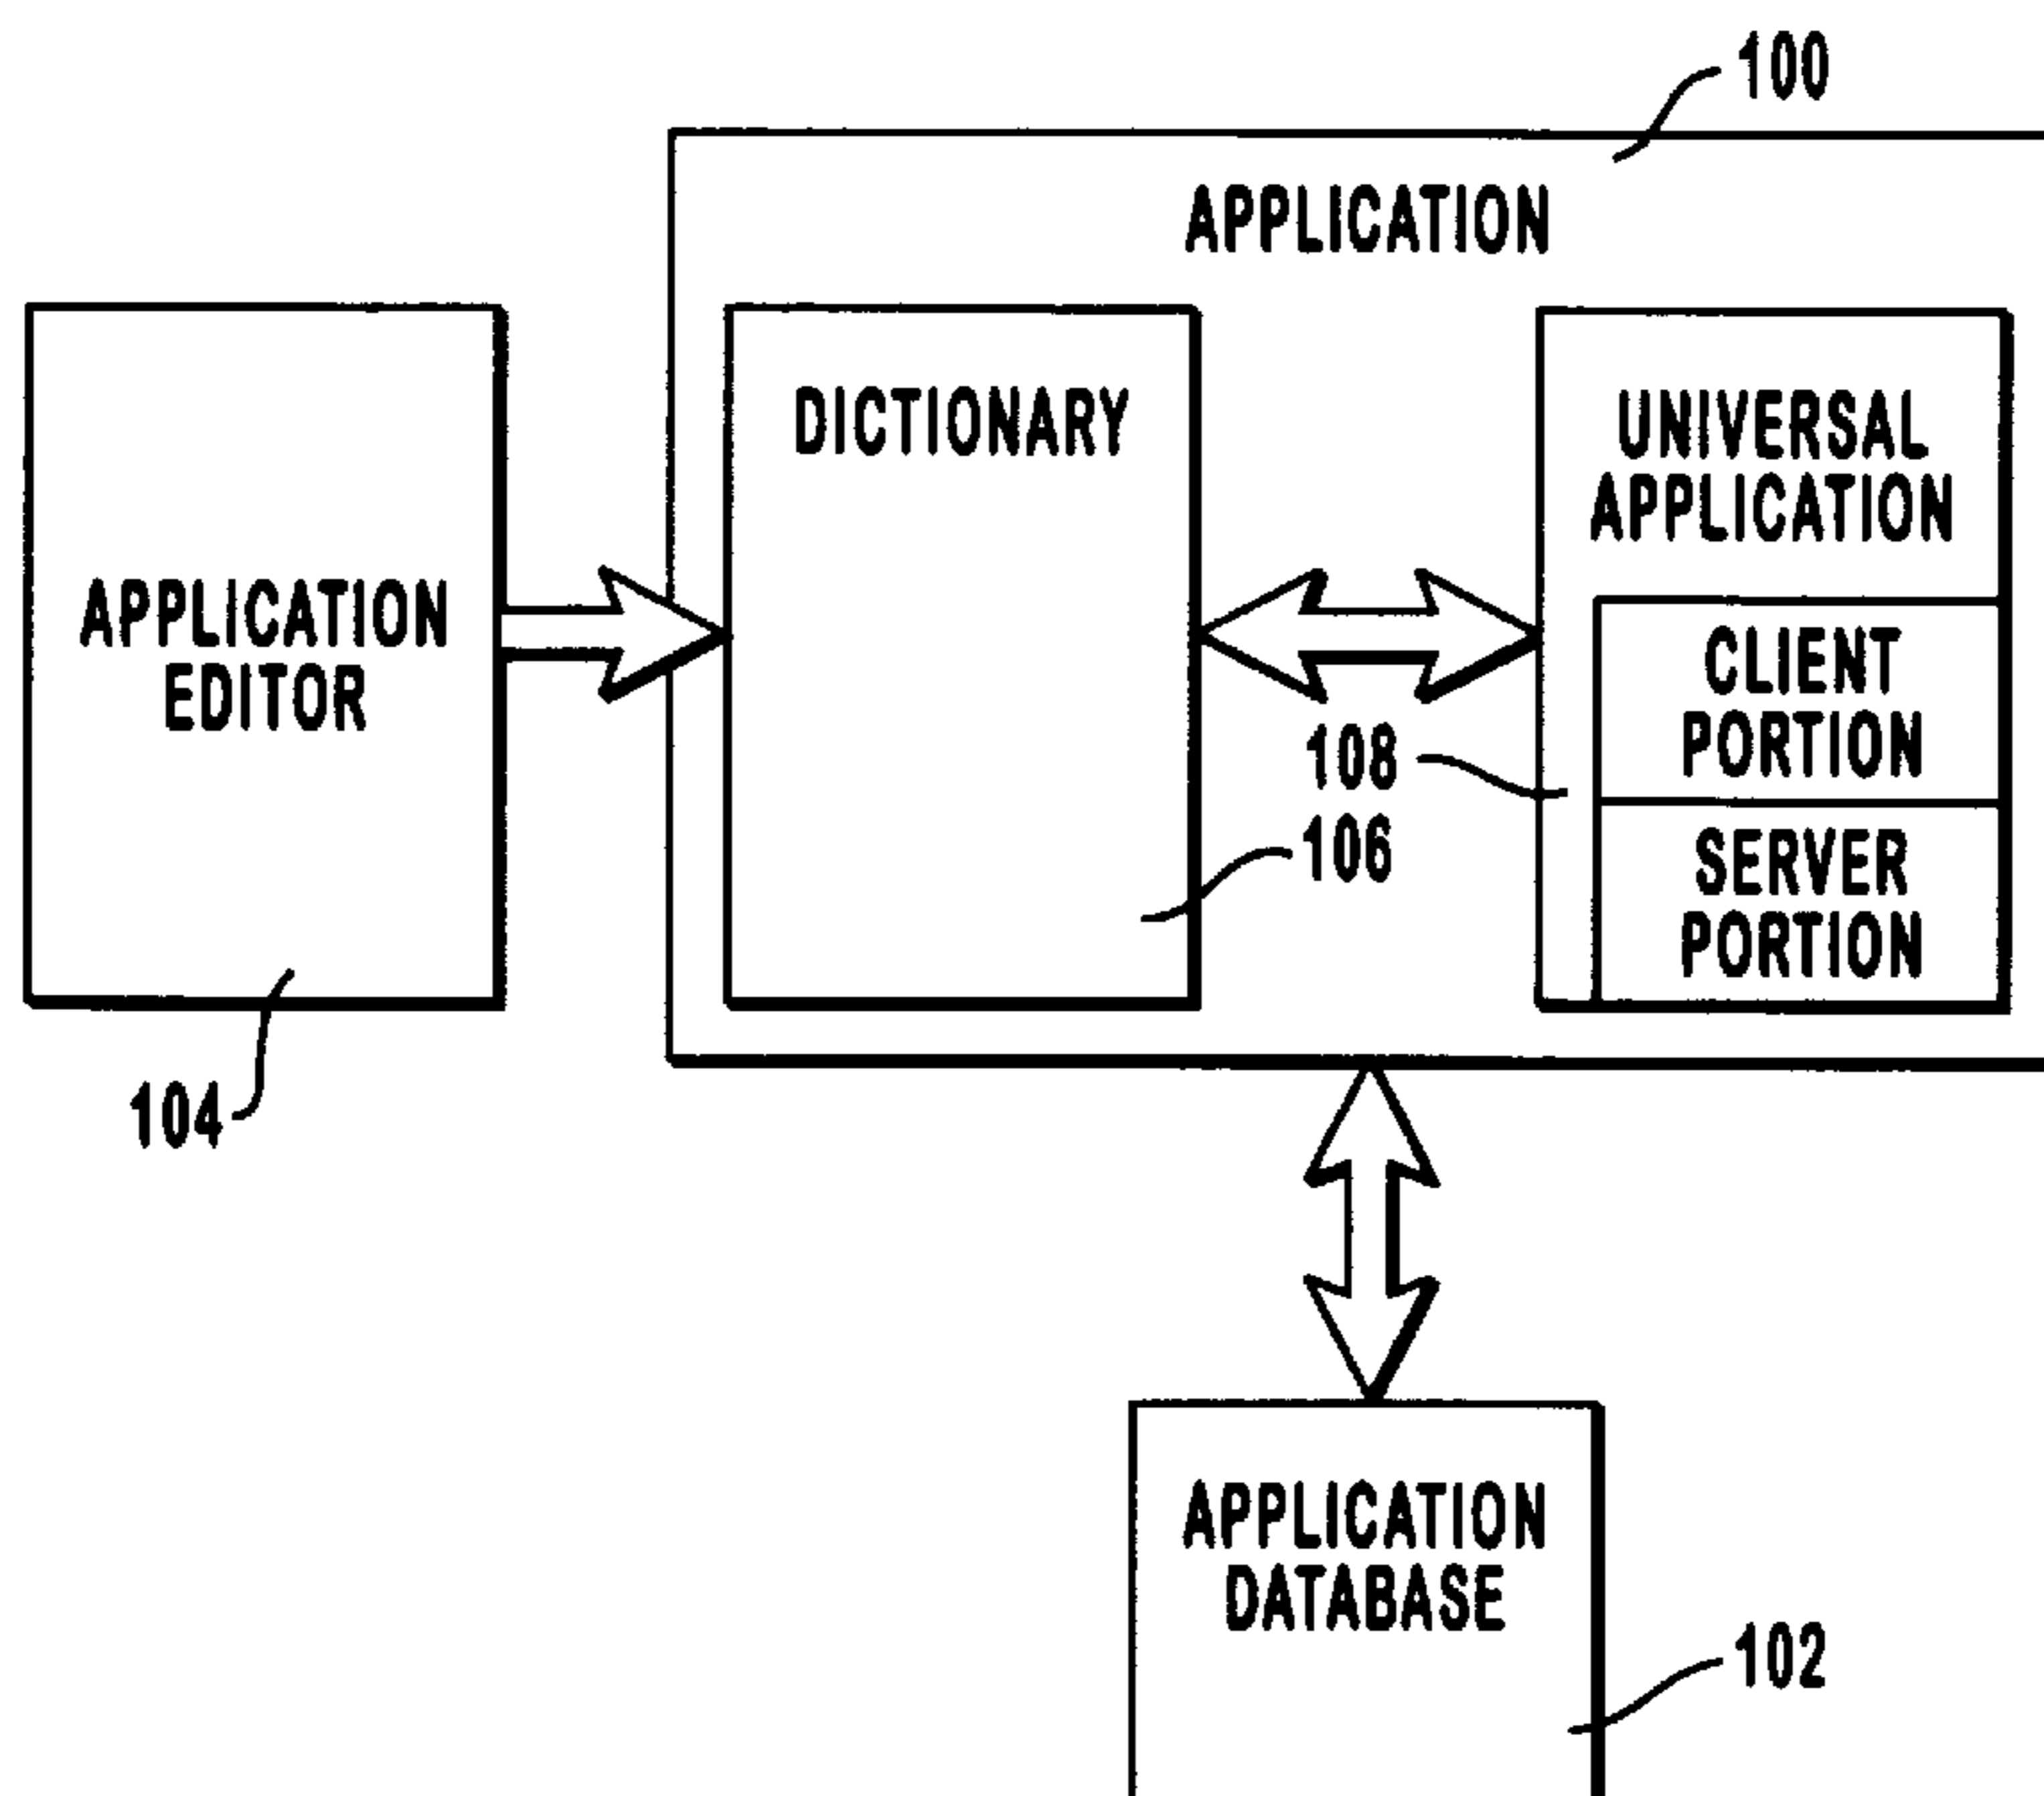 100
APPLICATION
DICTIONARY
UNIVERSAL
APPLICATION
APPLICATION
EDITOR
CLIENT
PORTION
108
106
SERVER
PORTION
104
APPLICATION
DATABASE
102